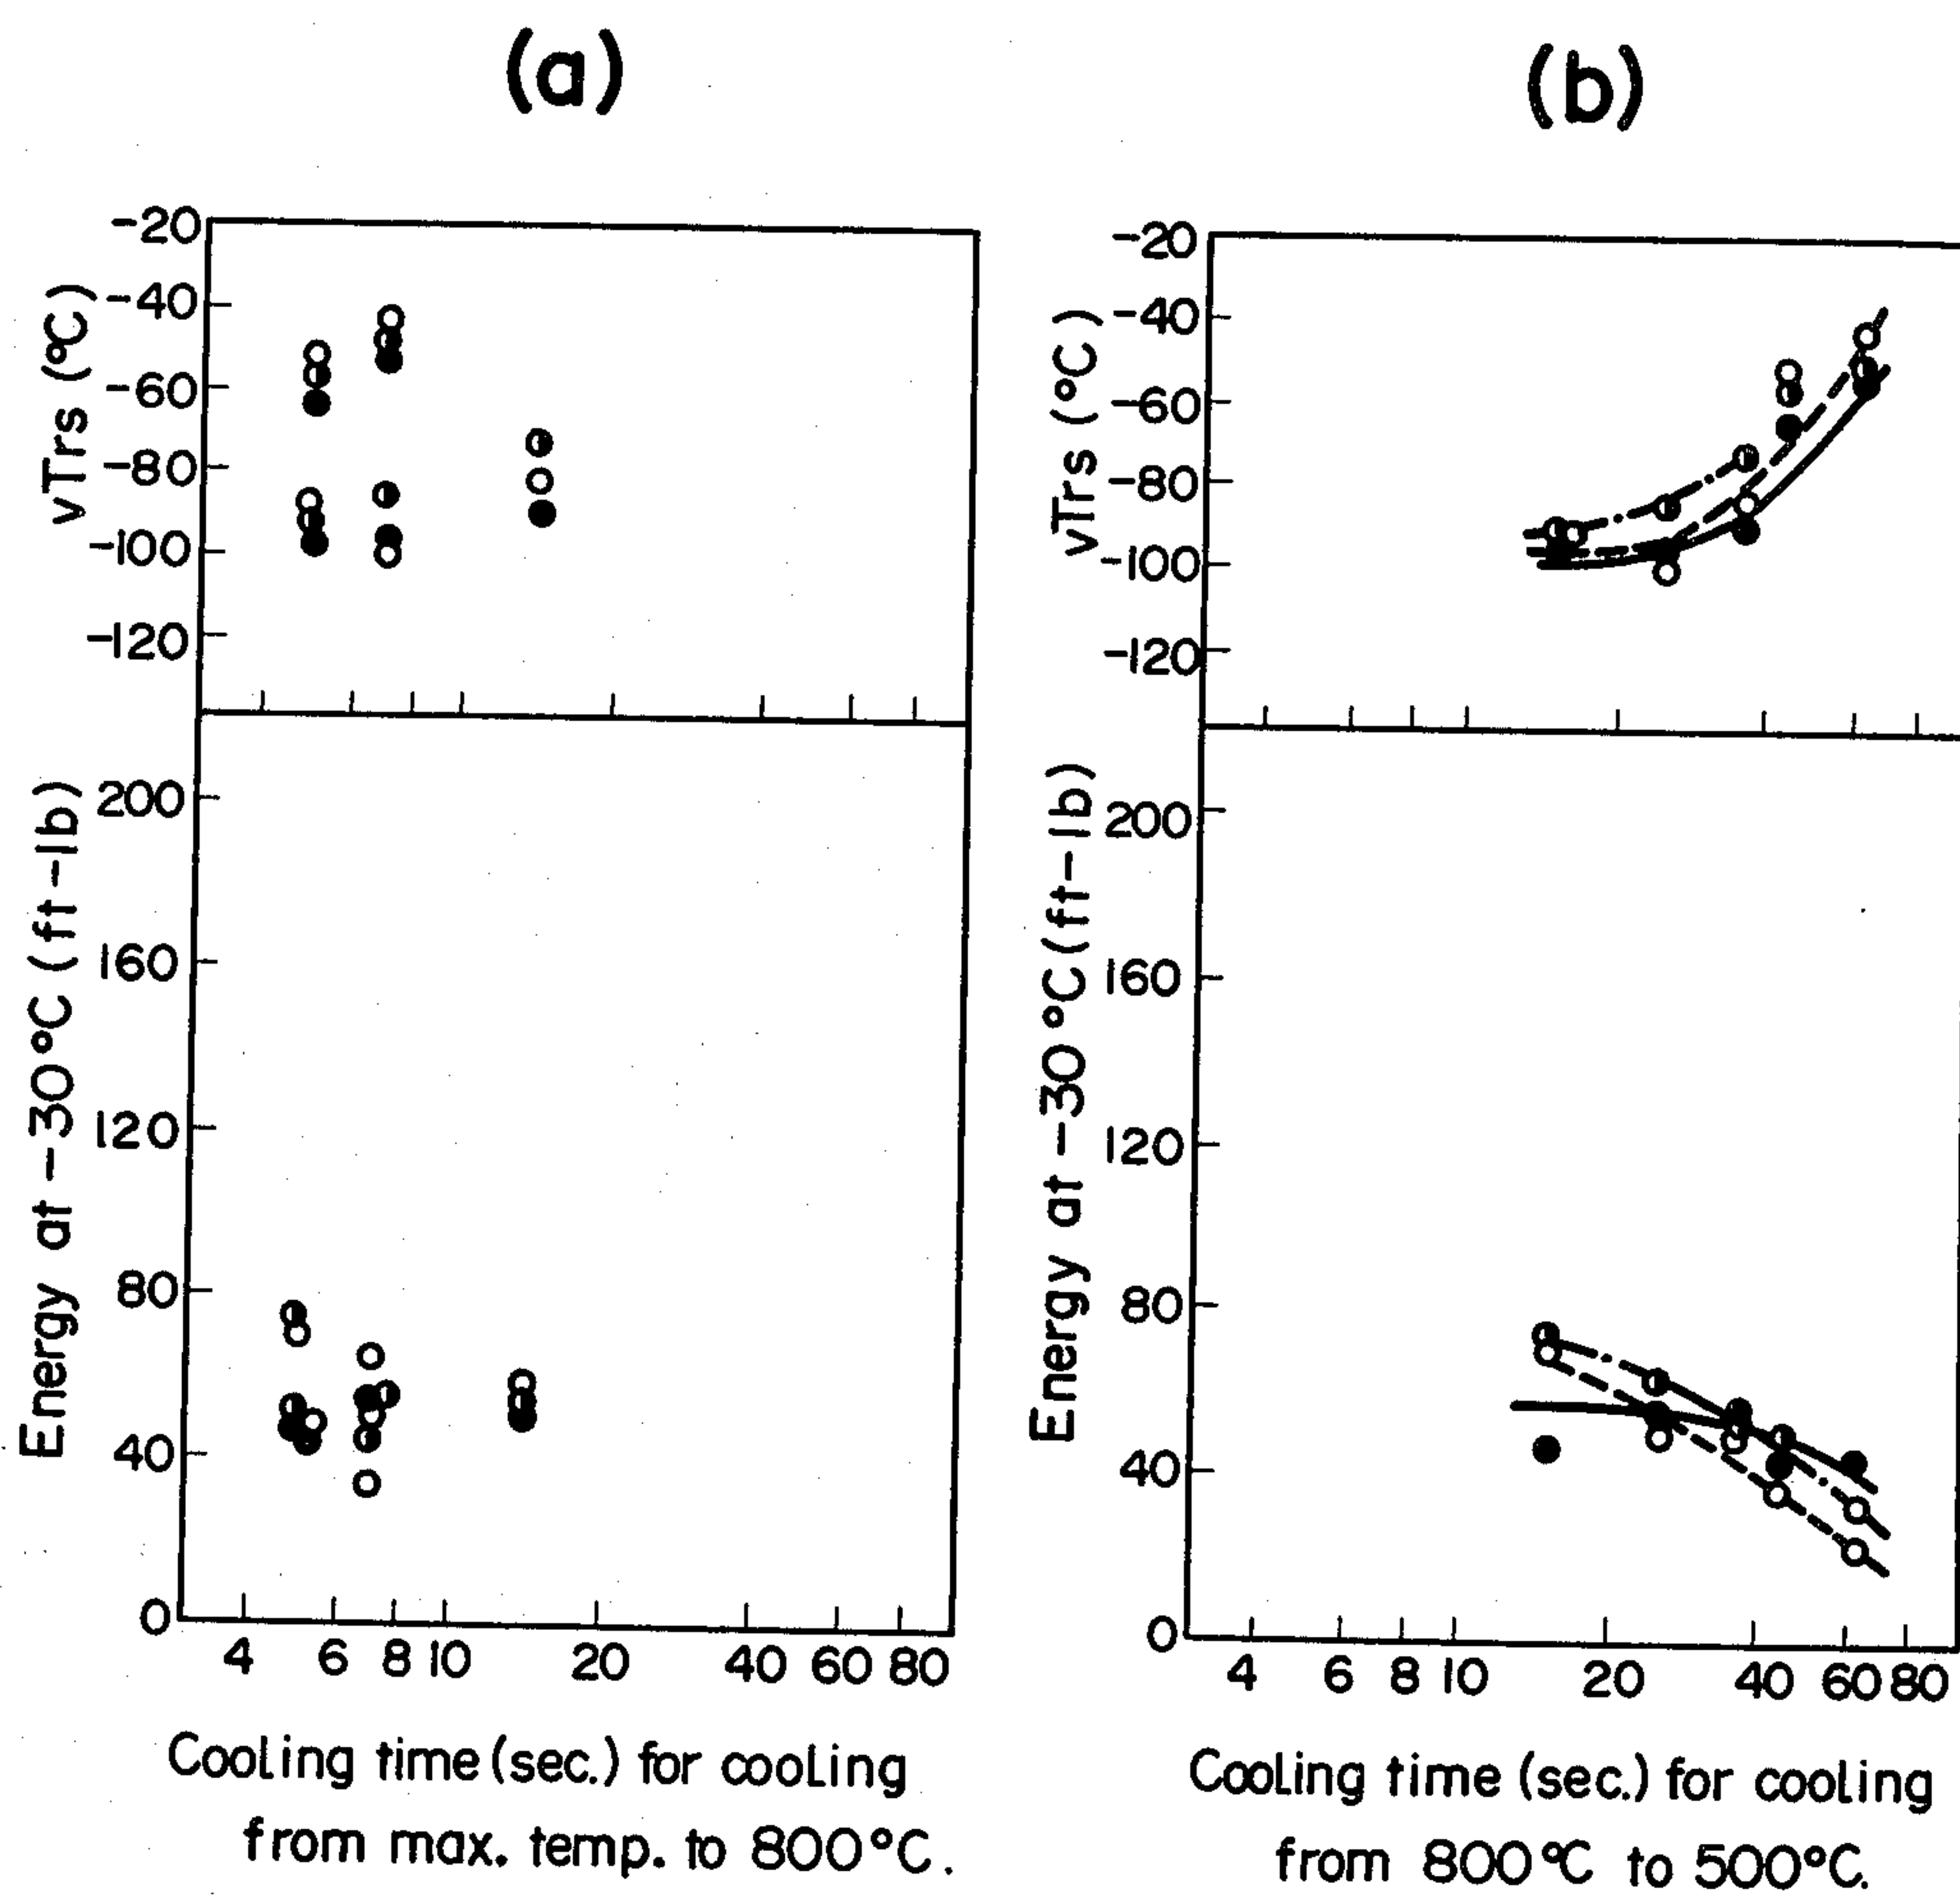 (a)
-20
-40
-60
-80
-100
-120
vTrs (°C)
200
160
120
80
40
0
Energy at -30°C (ft-lb)
4 6 8 10 20 40 60 80
Cooling time (sec.) for cooling
from max. temp. to 800°C.
(b)
-20
-40
-60
-80
-100
-120
vTrs (°C)
200
160
120
80
40
0
Energy at -30°C (ft-lb)
4 6 8 10 20 40 60 80
Cooling time (sec.) for cooling
from 800°C to 500°C.